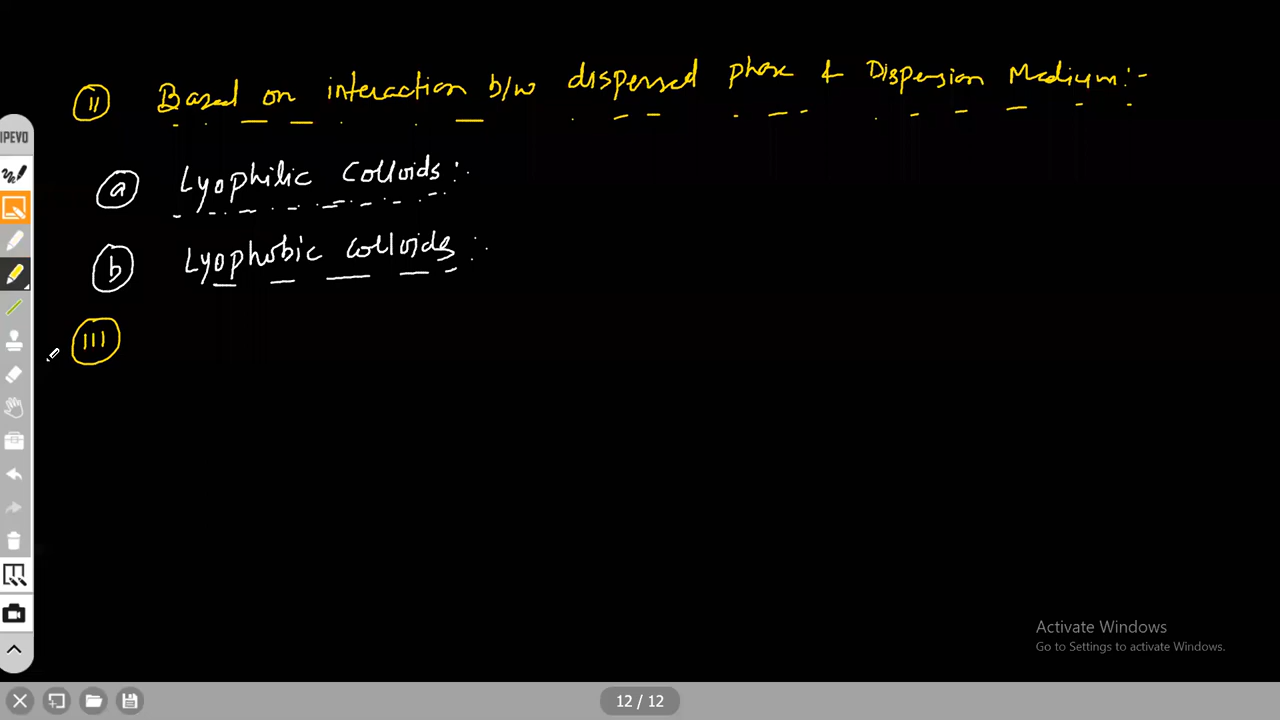 ii Based on interaction b/w dispersed phase & Dispersion Medium:-
a Lyophilic Colloids:
b Lyophobic colloids:
III
IPEVO
Activate Windows
Go to Settings to activate Windows.
12 / 12